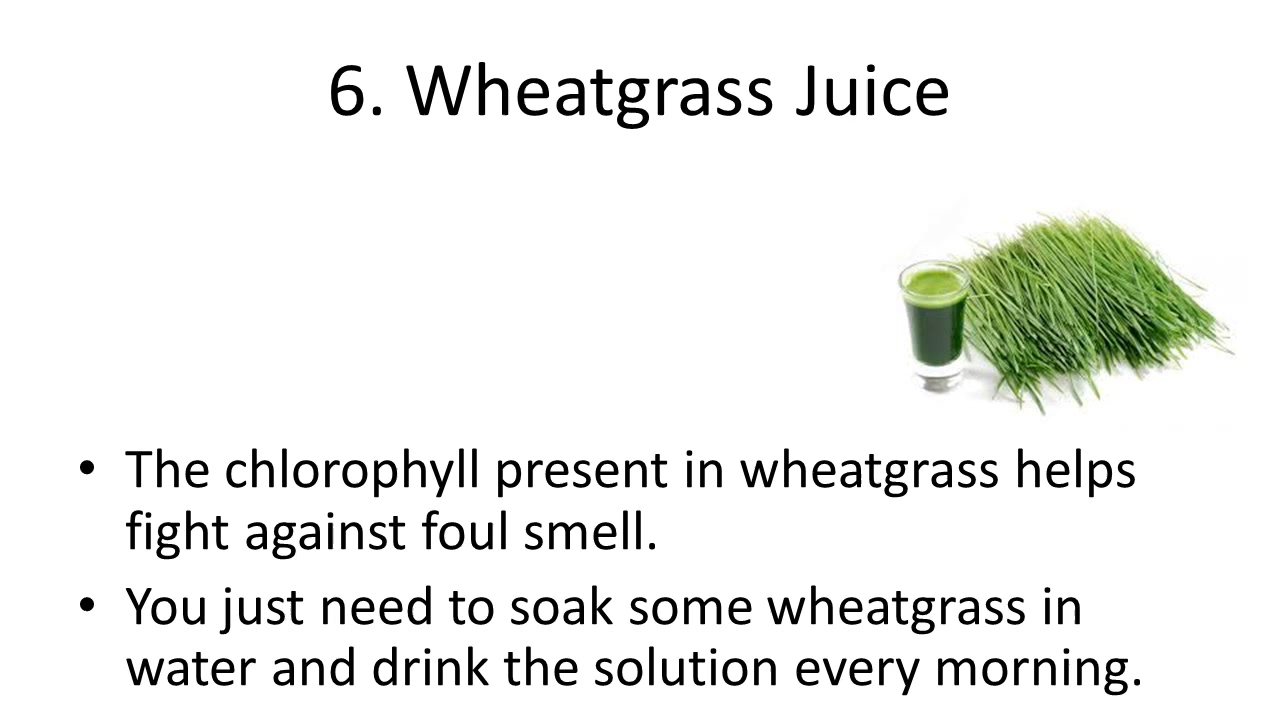 6. Wheatgrass Juice
• The chlorophyll present in wheatgrass helps
fight against foul smell.
• You just need to soak some wheatgrass in
water and drink the solution every morning.